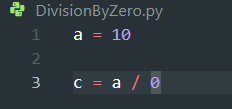 DivisionByZero.py
1 a = 10
2
3 c = a / 0